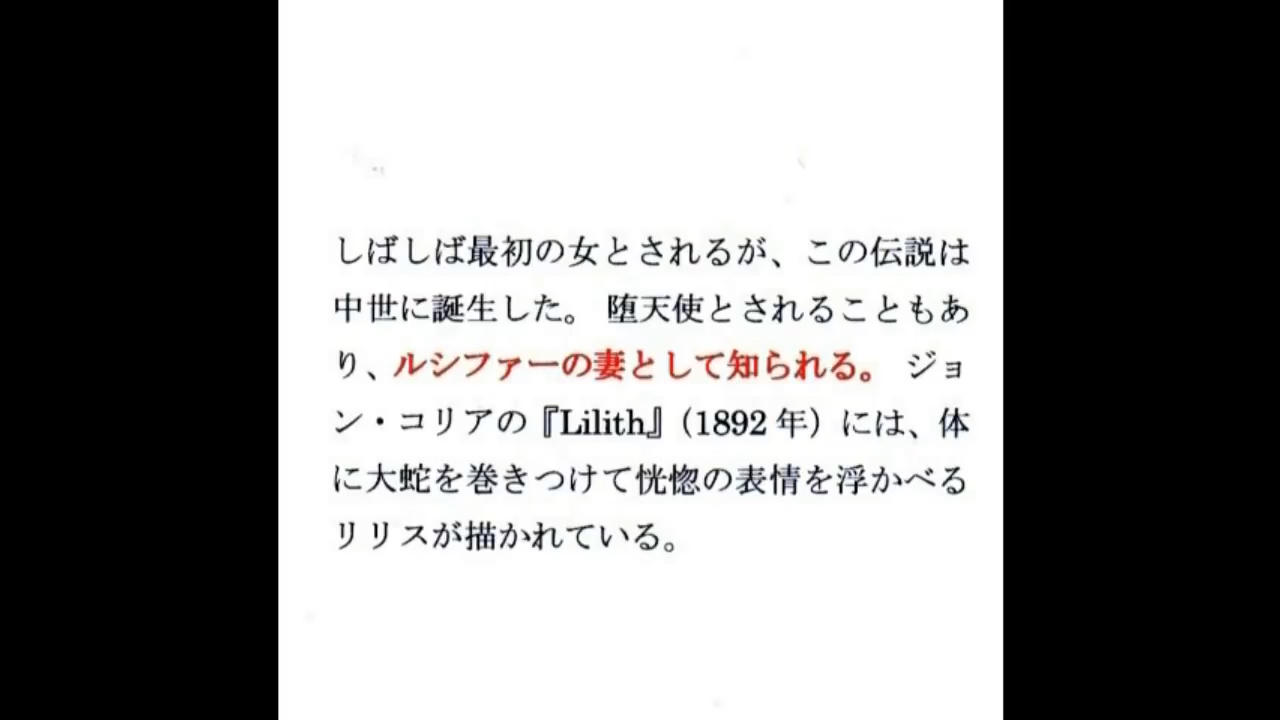 しばしば最初の女とされるが、この伝説は
中世に誕生した。 堕天使とされることもあ
り、ルシファーの妻として知られる。 ジョ
ン・コリアの『Lilith』（1892 年）には、体
に大蛇を巻きつけて恍惚の表情を浮かべる
リリスが描かれている。